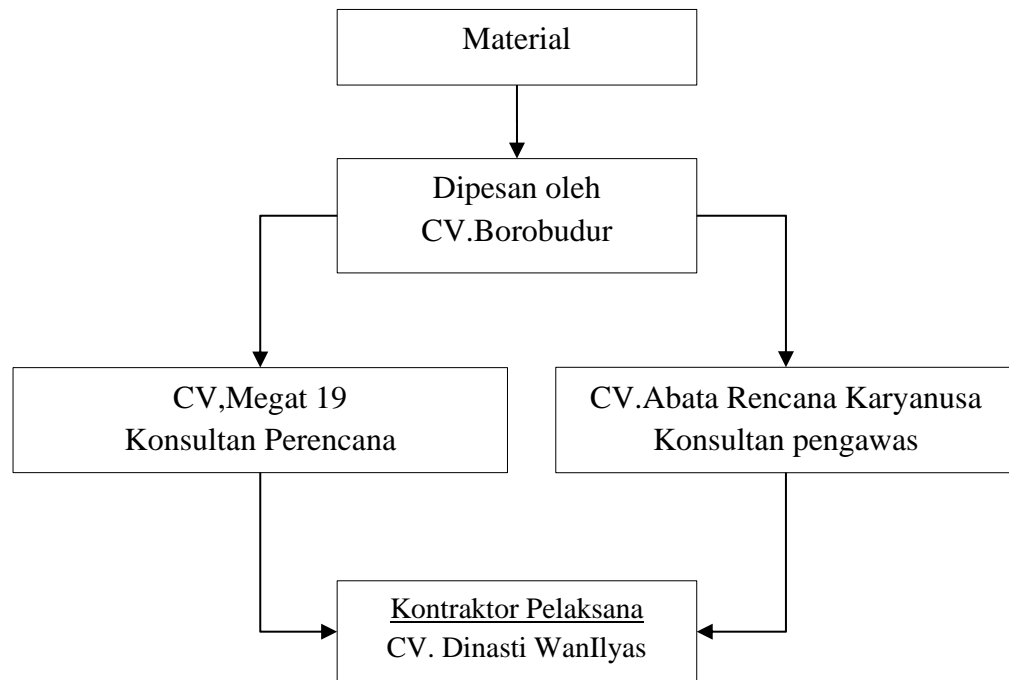 Material
Dipesan oleh
CV.Borobudur
CV,Megat 19
Konsultan Perencana
CV.Abata Rencana Karyanusa
Konsultan pengawas
Kontraktor Pelaksana
CV. Dinasti WanIlyas